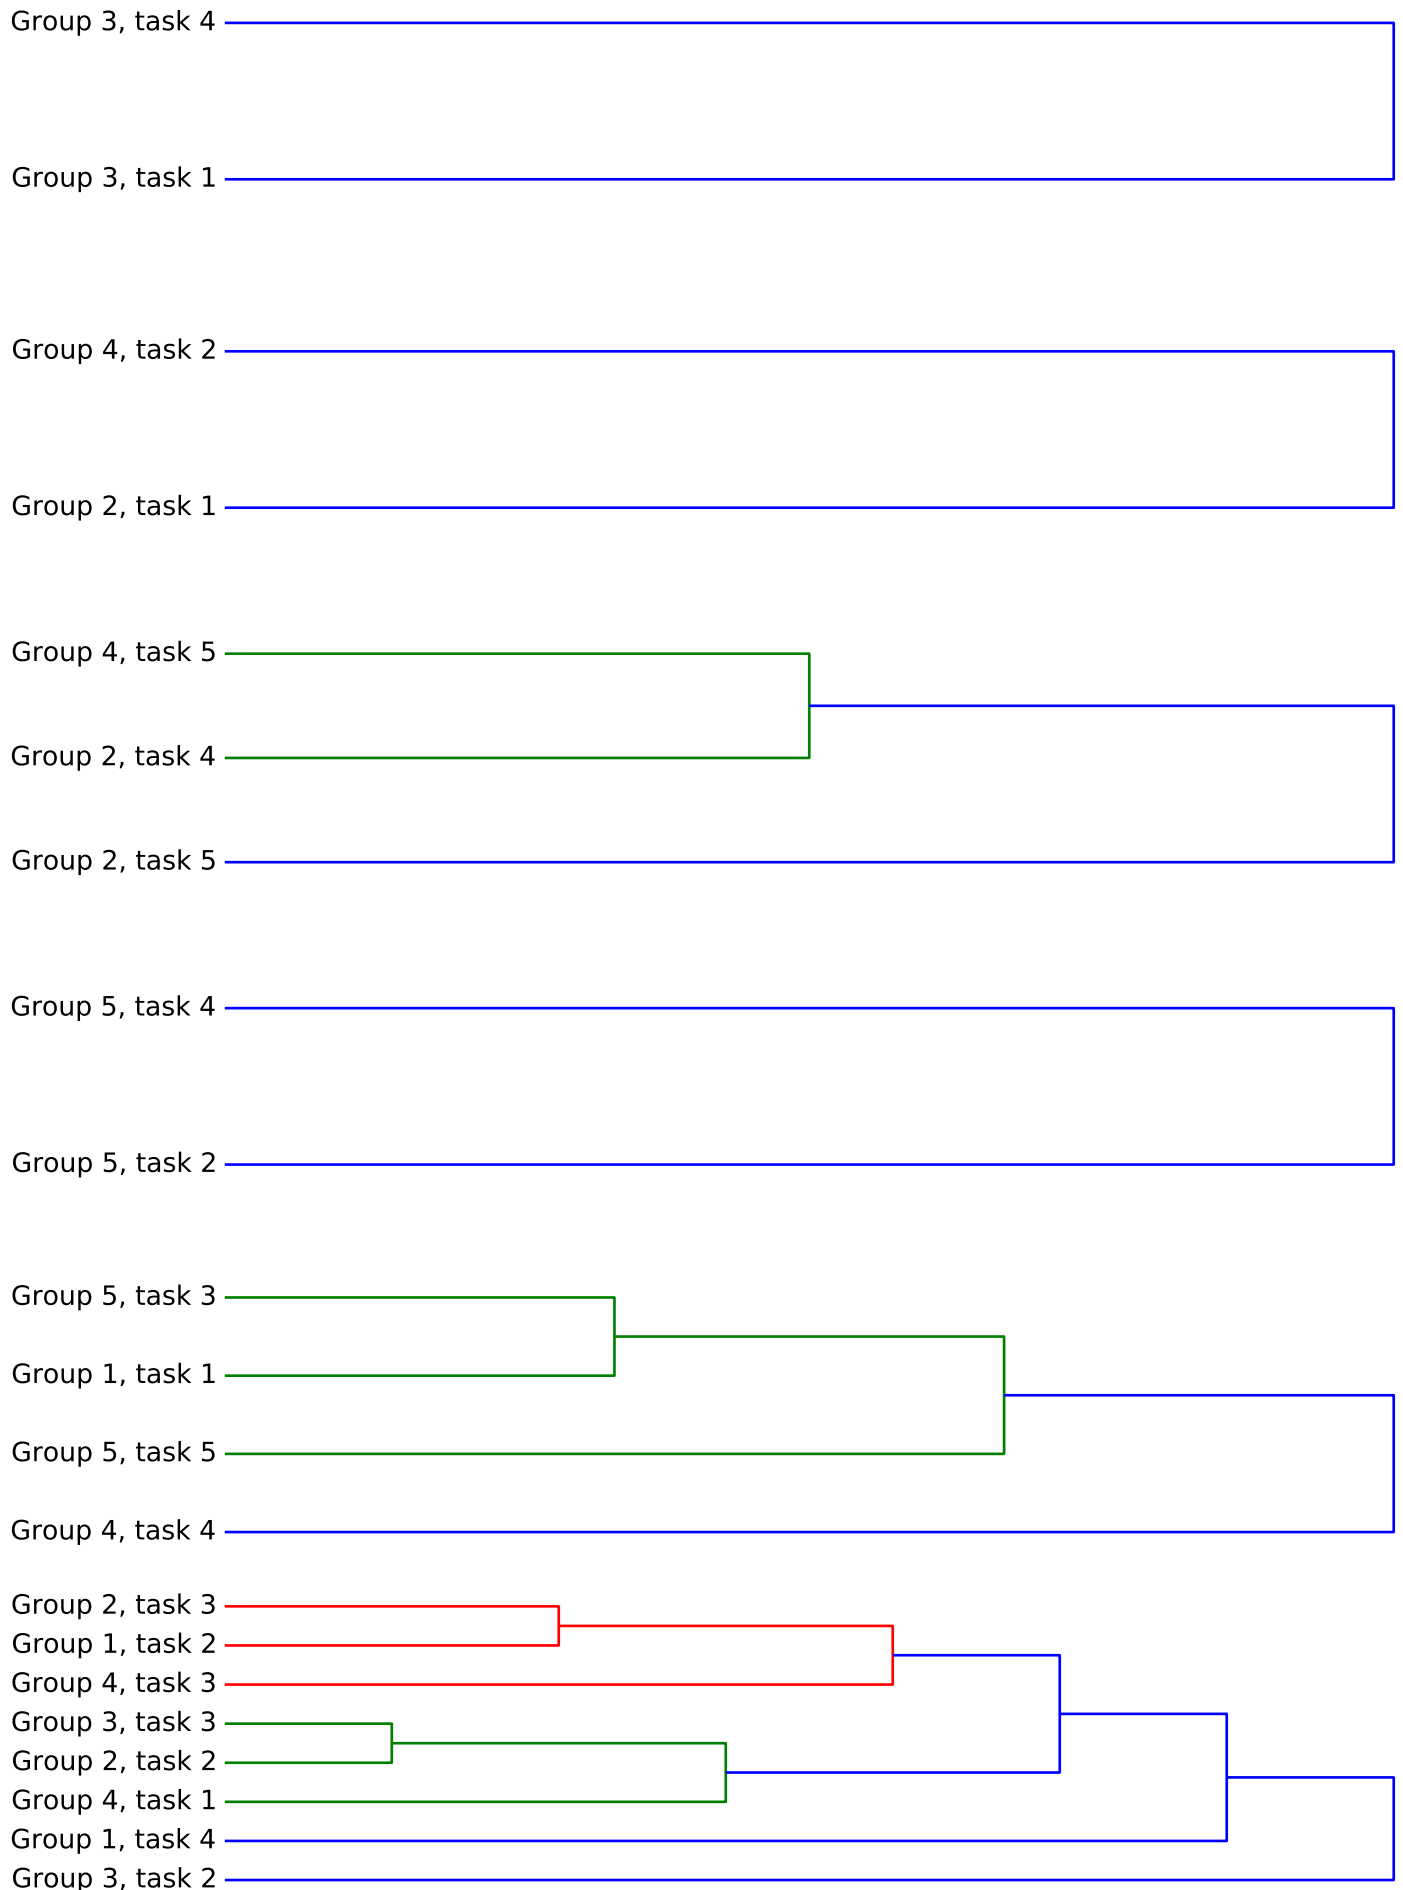 Group 3, task 4
Group 3, task 1
Group 4, task 2
Group 2, task 1
Group 4, task 5
Group 2, task 4
Group 2, task 5
Group 5, task 4
Group 5, task 2
Group 5, task 3
Group 1, task 1
Group 5, task 5
Group 4, task 4
Group 2, task 3
Group 1, task 2
Group 4, task 3
Group 3, task 3
Group 2, task 2
Group 4, task 1
Group 1, task 4
Group 3, task 2